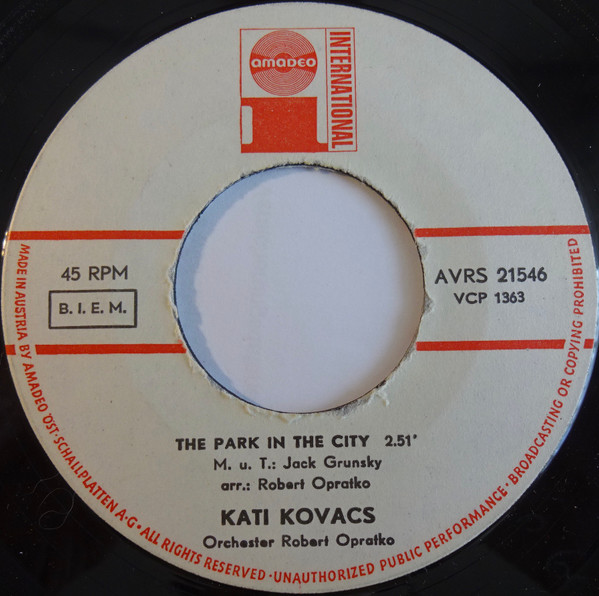 amadeo
INTERNATIONAL
45 RPM
B. I. E. M.
AVRS 21546
VCP 1363
THE PARK IN THE CITY 2.51'
M. u. T.: Jack Grunsky
arr.: Robert Opratko
KATI KOVACS
Orchester Robert Opratko
MADE IN AUSTRIA BY AMADEO ÖST. SCHALLPLATTEN A-G • ALL RIGHTS RESERVED • UNAUTHORIZED PUBLIC PERFORMANCE • BROADCASTING OR COPYING PROHIBITED